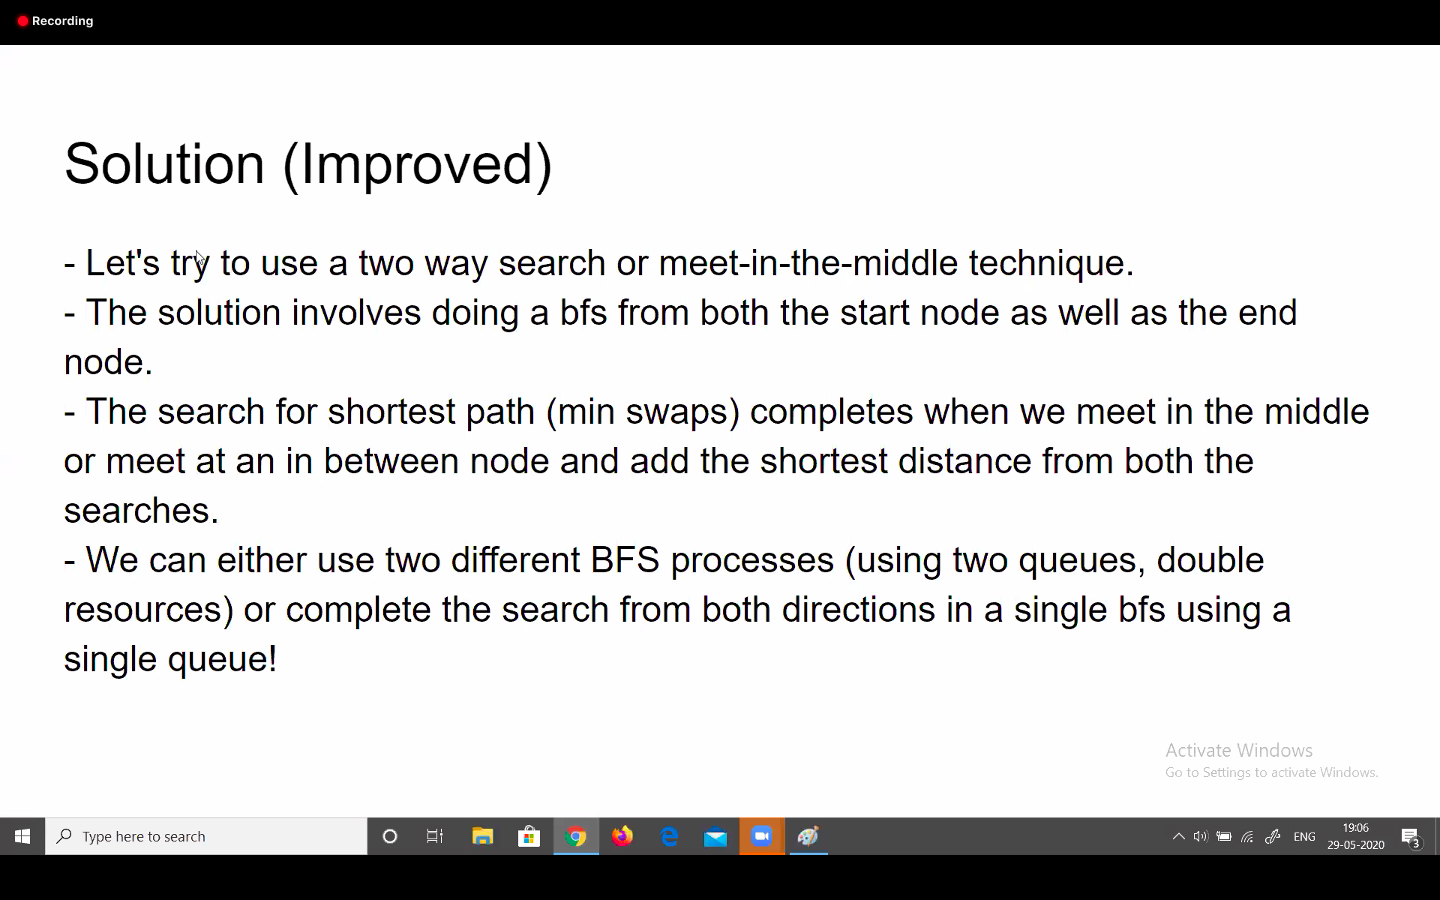 Recording
Solution (Improved)
- Let's try to use a two way search or meet-in-the-middle technique.
- The solution involves doing a bfs from both the start node as well as the end
node.
- The search for shortest path (min swaps) completes when we meet in the middle
or meet at an in between node and add the shortest distance from both the
searches.
- We can either use two different BFS processes (using two queues, double
resources) or complete the search from both directions in a single bfs using a
single queue!
Activate Windows
Go to Settings to activate Windows.
Type here to search
ENG
19:06
29-05-2020
3